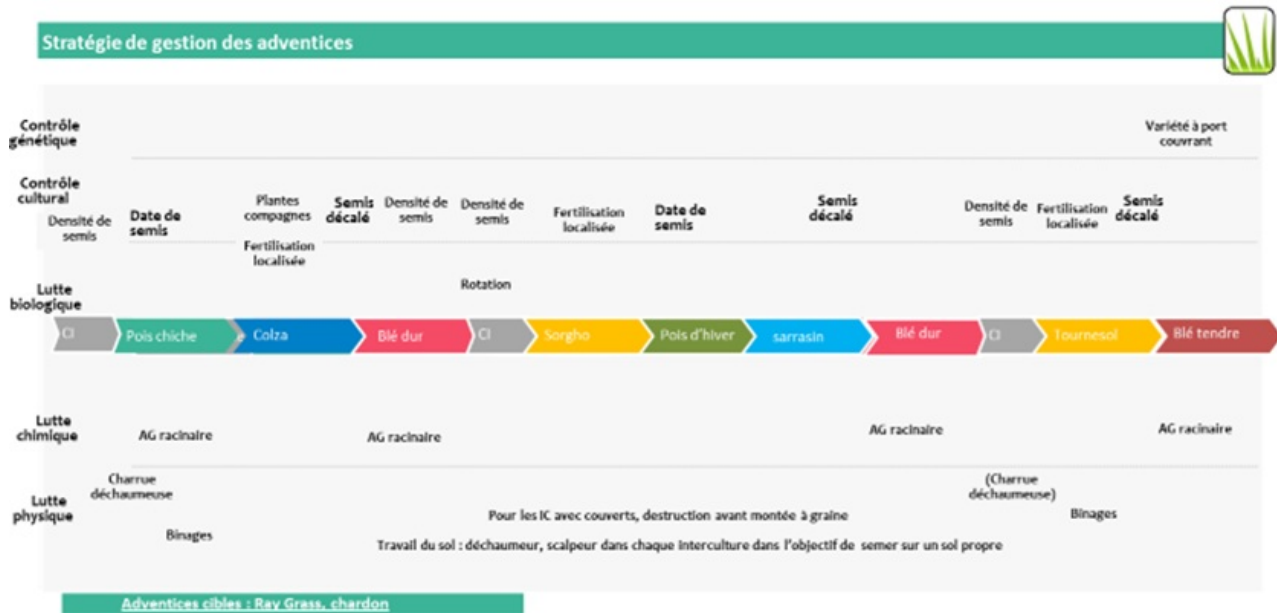 Stratégie de gestion des adventices
Contrôle
génétique
Variété à port
couvrant
Contrôle
cultural
Densité de
semis
Date de
semis
Plantes
compagnes
Fertilisation
localisée
Semis
décalé
Densité de
semis
Densité de
semis
Fertilisation
localisée
Date de
semis
Semis
décalé
Densité de
semis
Fertilisation
localisée
Semis
décalé
Lutte
biologique
Rotation
CI
Pois chiche
Colza
Blé dur
CI
Sorgho
Pois d'hiver
sarrasin
Blé dur
CI
Tournesol
Blé tendre
Lutte
chimique
AG racinaire
AG racinaire
AG racinaire
AG racinaire
Lutte
physique
Charrue
déchaumeuse
Binages
(Charrue
déchaumeuse)
Binages
Pour les IC avec couverts, destruction avant montée à graine
Travail du sol : déchaumeur, scalpeur dans chaque interculture dans l'objectif de semer sur un sol propre
Adventices cibles : Ray Grass, chardon